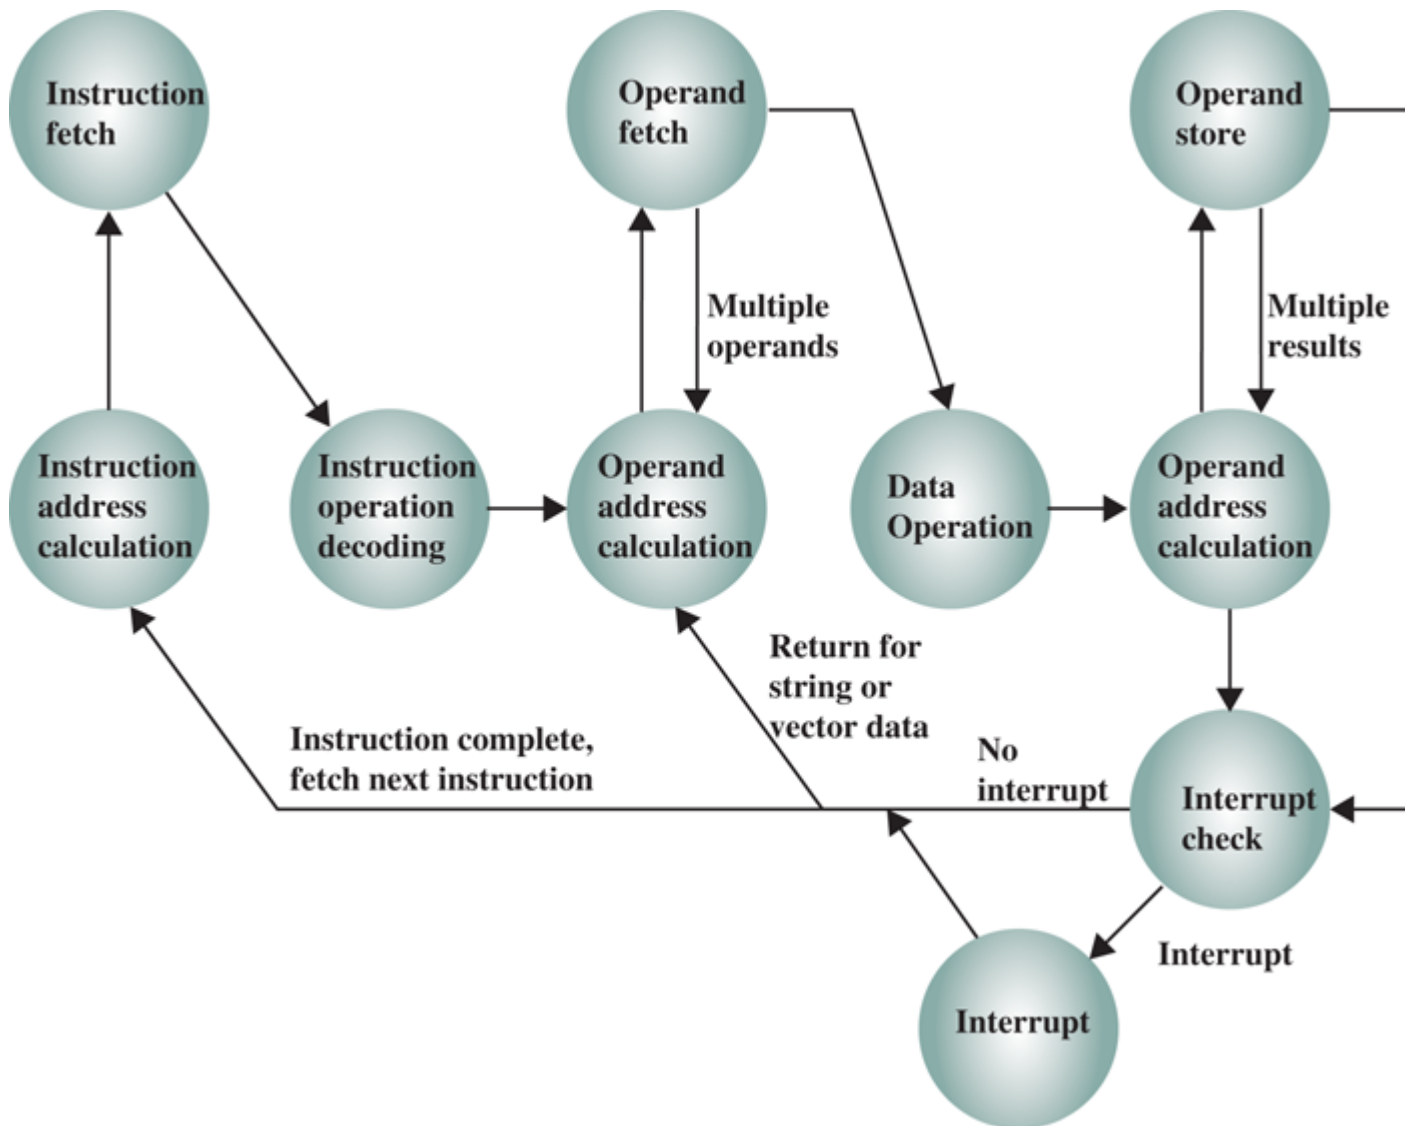 Instruction
fetch
Operand
fetch
Operand
store
Multiple
operands
Multiple
results
Instruction
address
calculation
Instruction
operation
decoding
Operand
address
calculation
Data
Operation
Operand
address
calculation
Return for
string or
vector data
Instruction complete,
fetch next instruction
No
interrupt
Interrupt
check
Interrupt
Interrupt